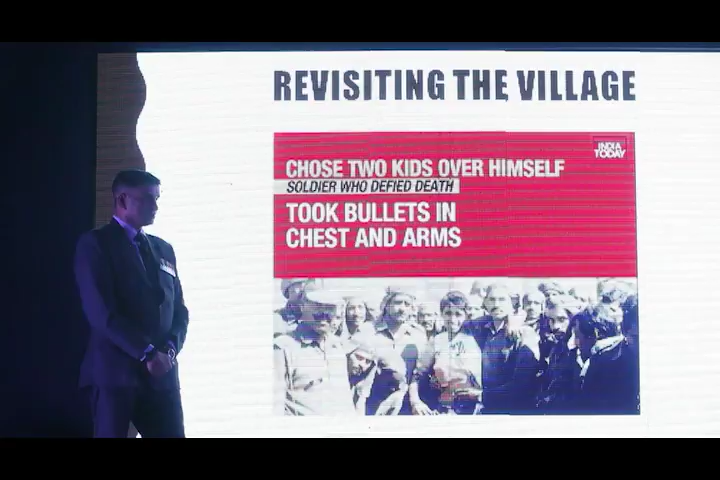 REVISITING THE VILLAGE
INDIA
TODAY
CHOSE TWO KIDS OVER HIMSELF
SOLDIER WHO DEFIED DEATH
TOOK BULLETS IN
CHEST AND ARMS